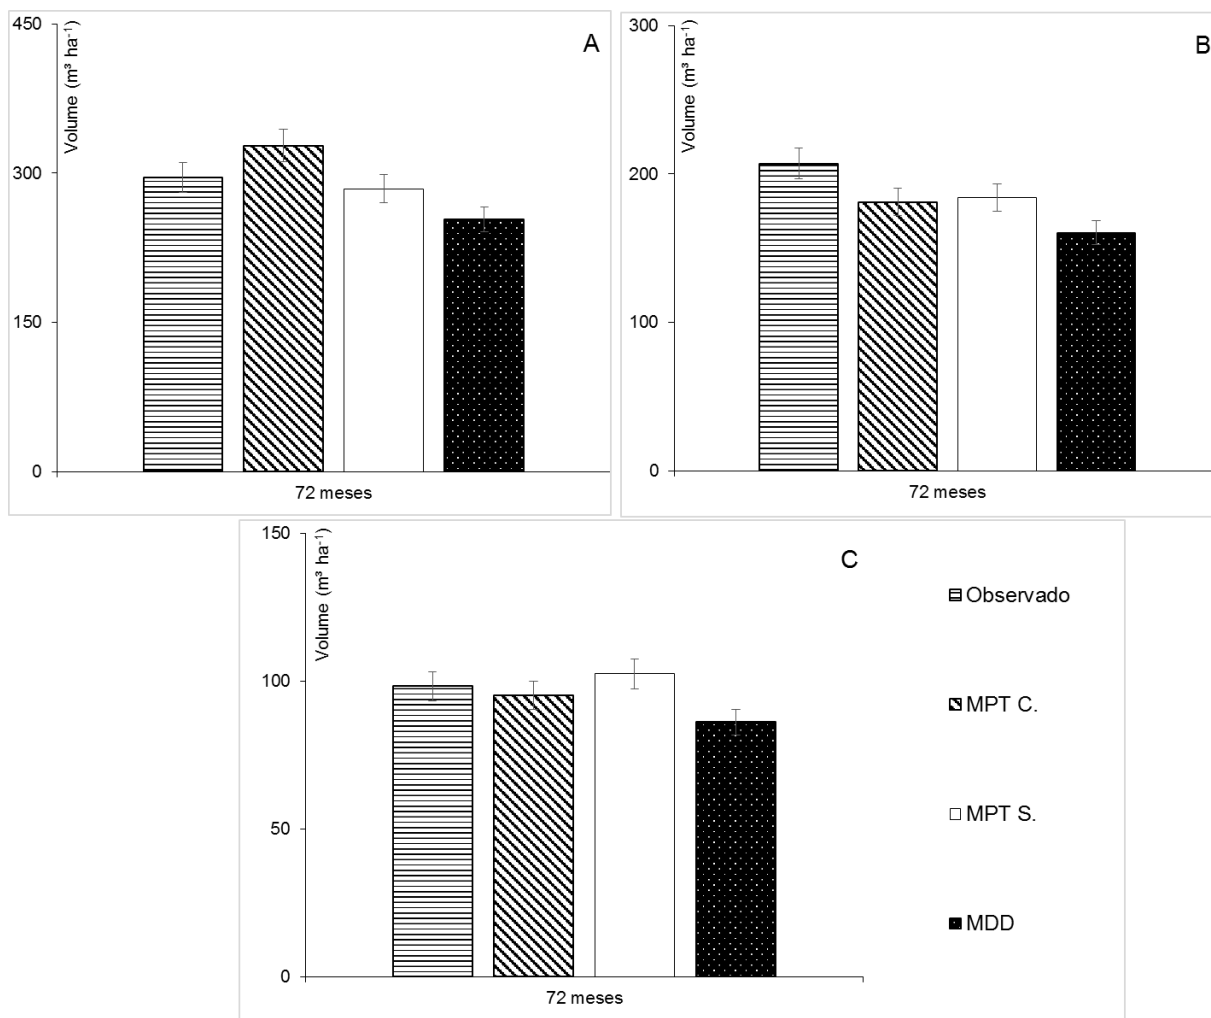 450
300
150
0
Volume (m³ ha⁻¹)
A
72 meses
300
200
100
0
Volume (m³ ha⁻¹)
B
72 meses
150
100
50
0
Volume (m³ ha⁻¹)
C
72 meses
Observado
MPT C.
MPT S.
MDD